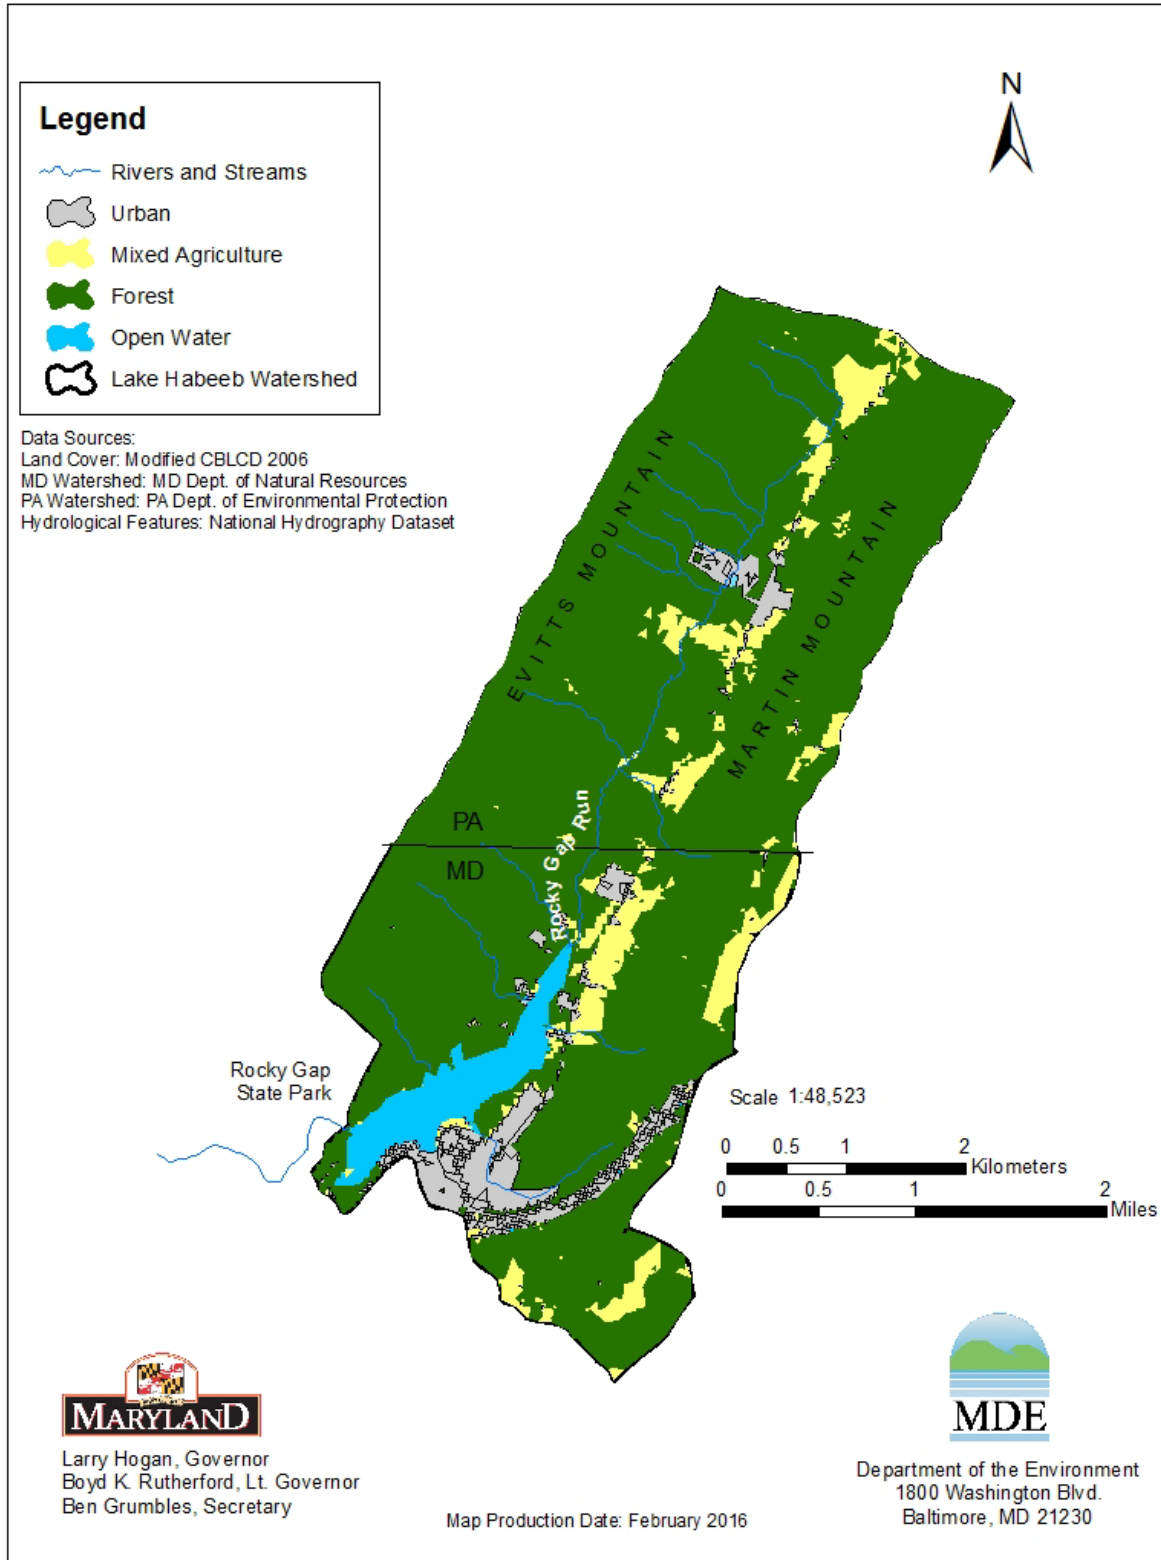 N
Legend
Rivers and Streams
Urban
Mixed Agriculture
Forest
Open Water
Lake Habeeb Watershed
Data Sources:
Land Cover: Modified CBLCD 2006
MD Watershed: MD Dept. of Natural Resources
PA Watershed: PA Dept. of Environmental Protection
Hydrological Features: National Hydrography Dataset
EVITTS MOUNTAIN
MARTIN MOUNTAIN
PA
MD
Rocky Gap Run
Rocky Gap
State Park
Scale 1:48,523
0 0.5 1 2
Kilometers
0 0.5 1 2
Miles
MARYLAND
Larry Hogan, Governor
Boyd K. Rutherford, Lt. Governor
Ben Grumbles, Secretary
Map Production Date: February 2016
MDE
Department of the Environment
1800 Washington Blvd.
Baltimore, MD 21230